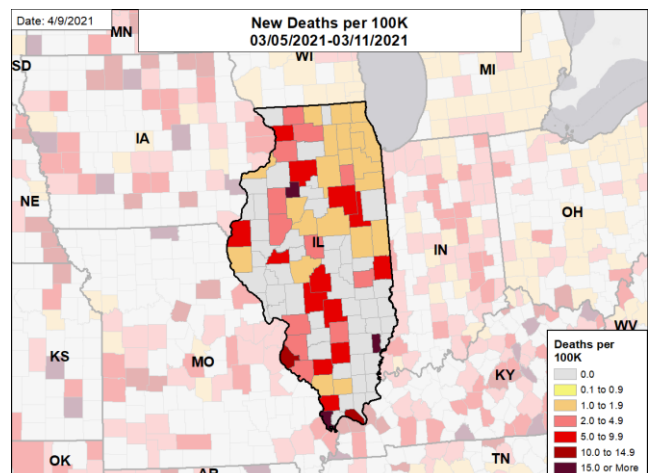 Date: 4/9/2021
New Deaths per 100K
03/05/2021-03/11/2021
MN
SD
WI
MI
IA
NE
IL
IN
OH
WV
KS
MO
KY
OK
AR
TN
Deaths per
100K
0.0
0.1 to 0.9
1.0 to 1.9
2.0 to 4.9
5.0 to 9.9
10.0 to 14.9
15.0 or More